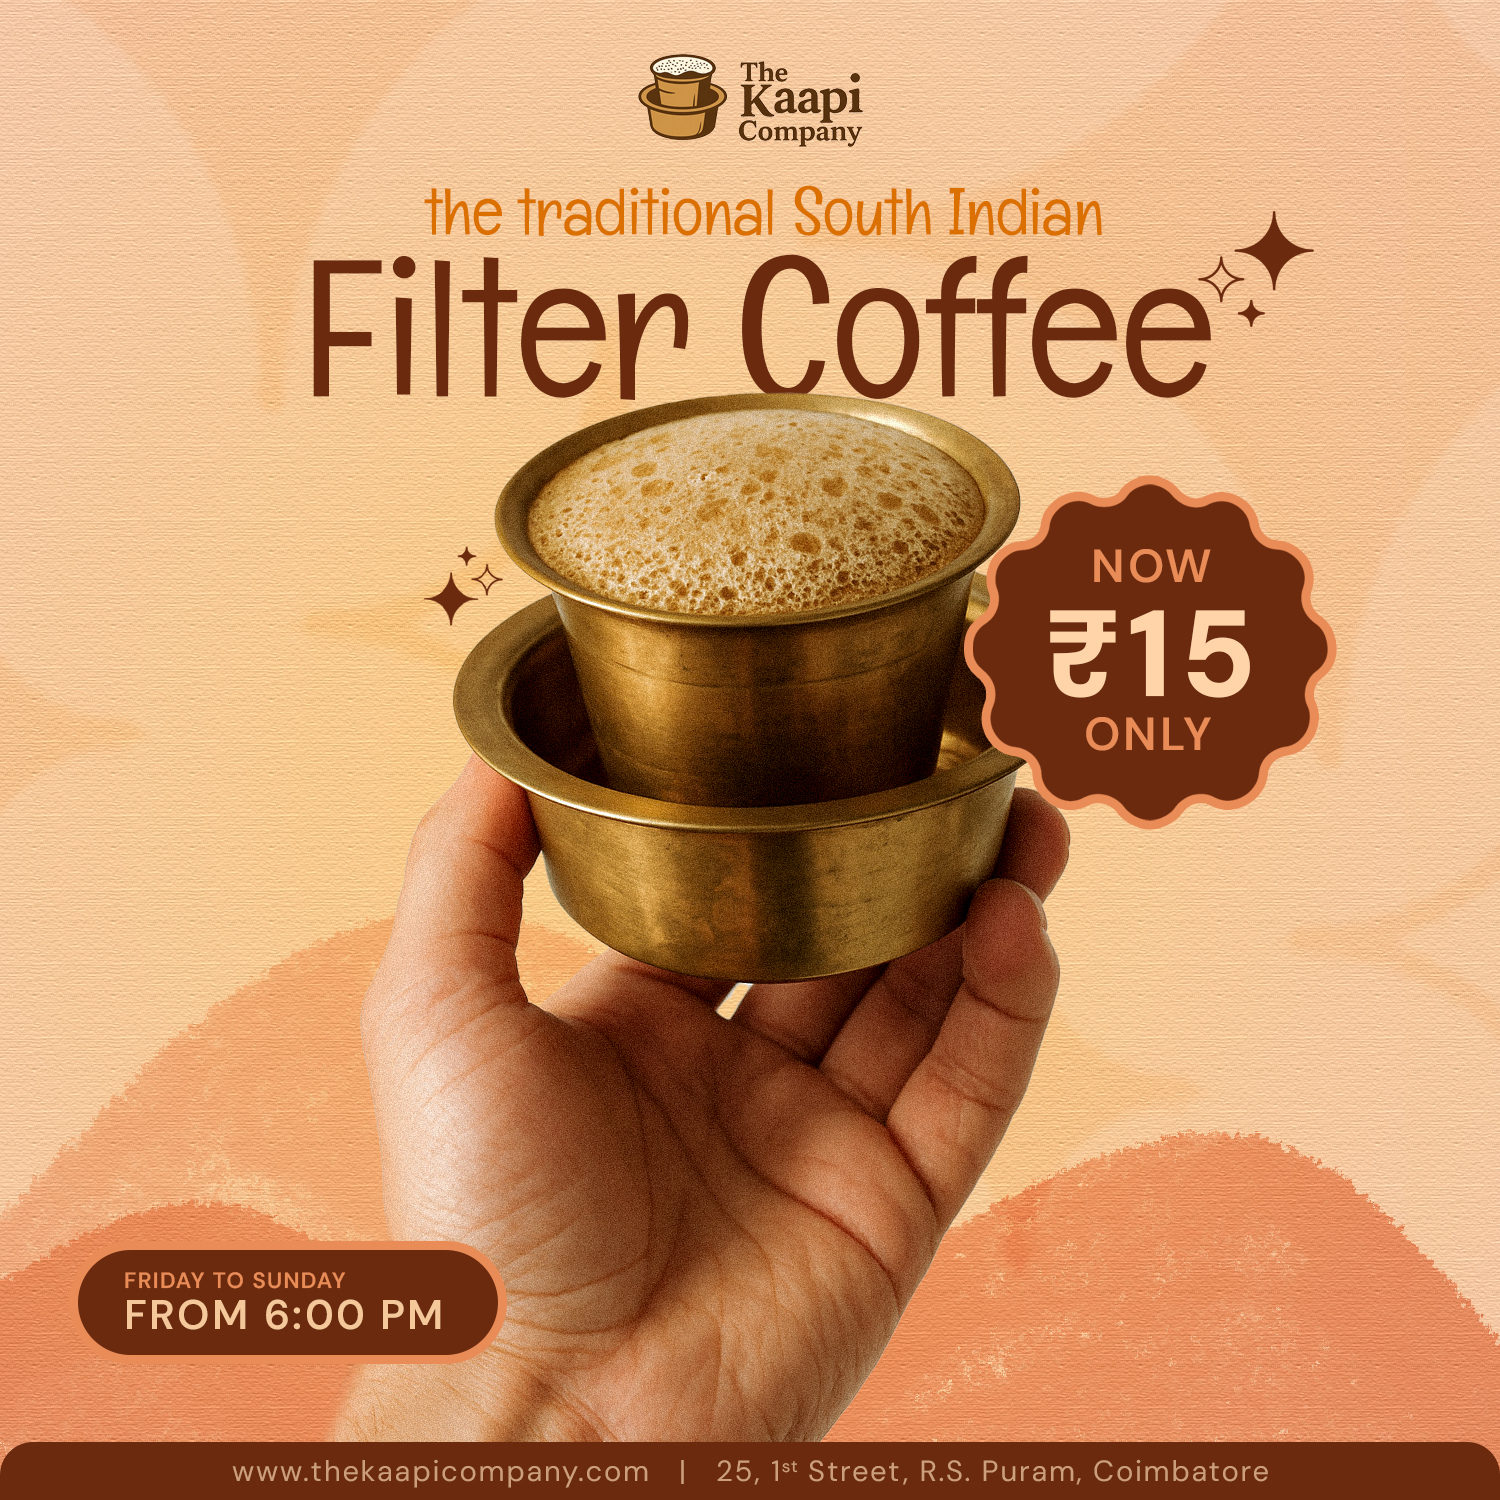 The
Kaapi
Company
the traditional South Indian
Filter Coffee
NOW
₹15
ONLY
FRIDAY TO SUNDAY
FROM 6:00 PM
www.thekaapicompany.com | 25, 1st Street, R.S. Puram, Coimbatore